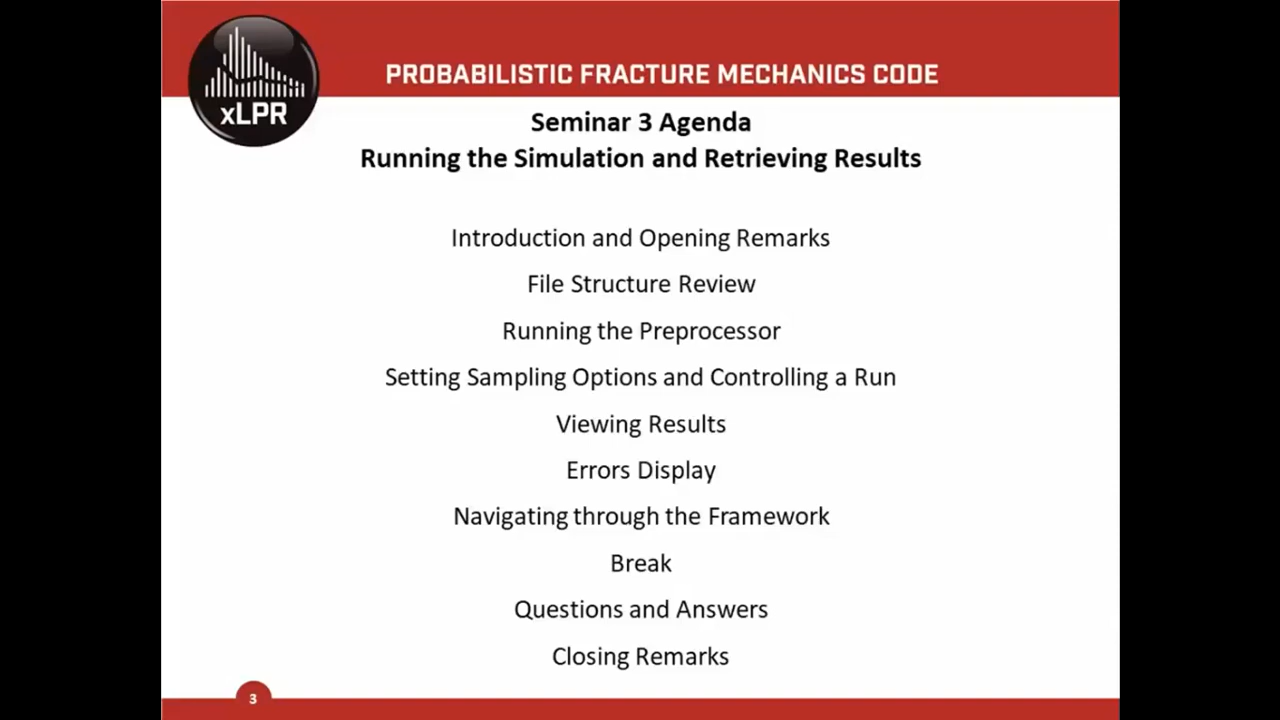 xLPR
PROBABILISTIC FRACTURE MECHANICS CODE
Seminar 3 Agenda
Running the Simulation and Retrieving Results
Introduction and Opening Remarks
File Structure Review
Running the Preprocessor
Setting Sampling Options and Controlling a Run
Viewing Results
Errors Display
Navigating through the Framework
Break
Questions and Answers
Closing Remarks
3